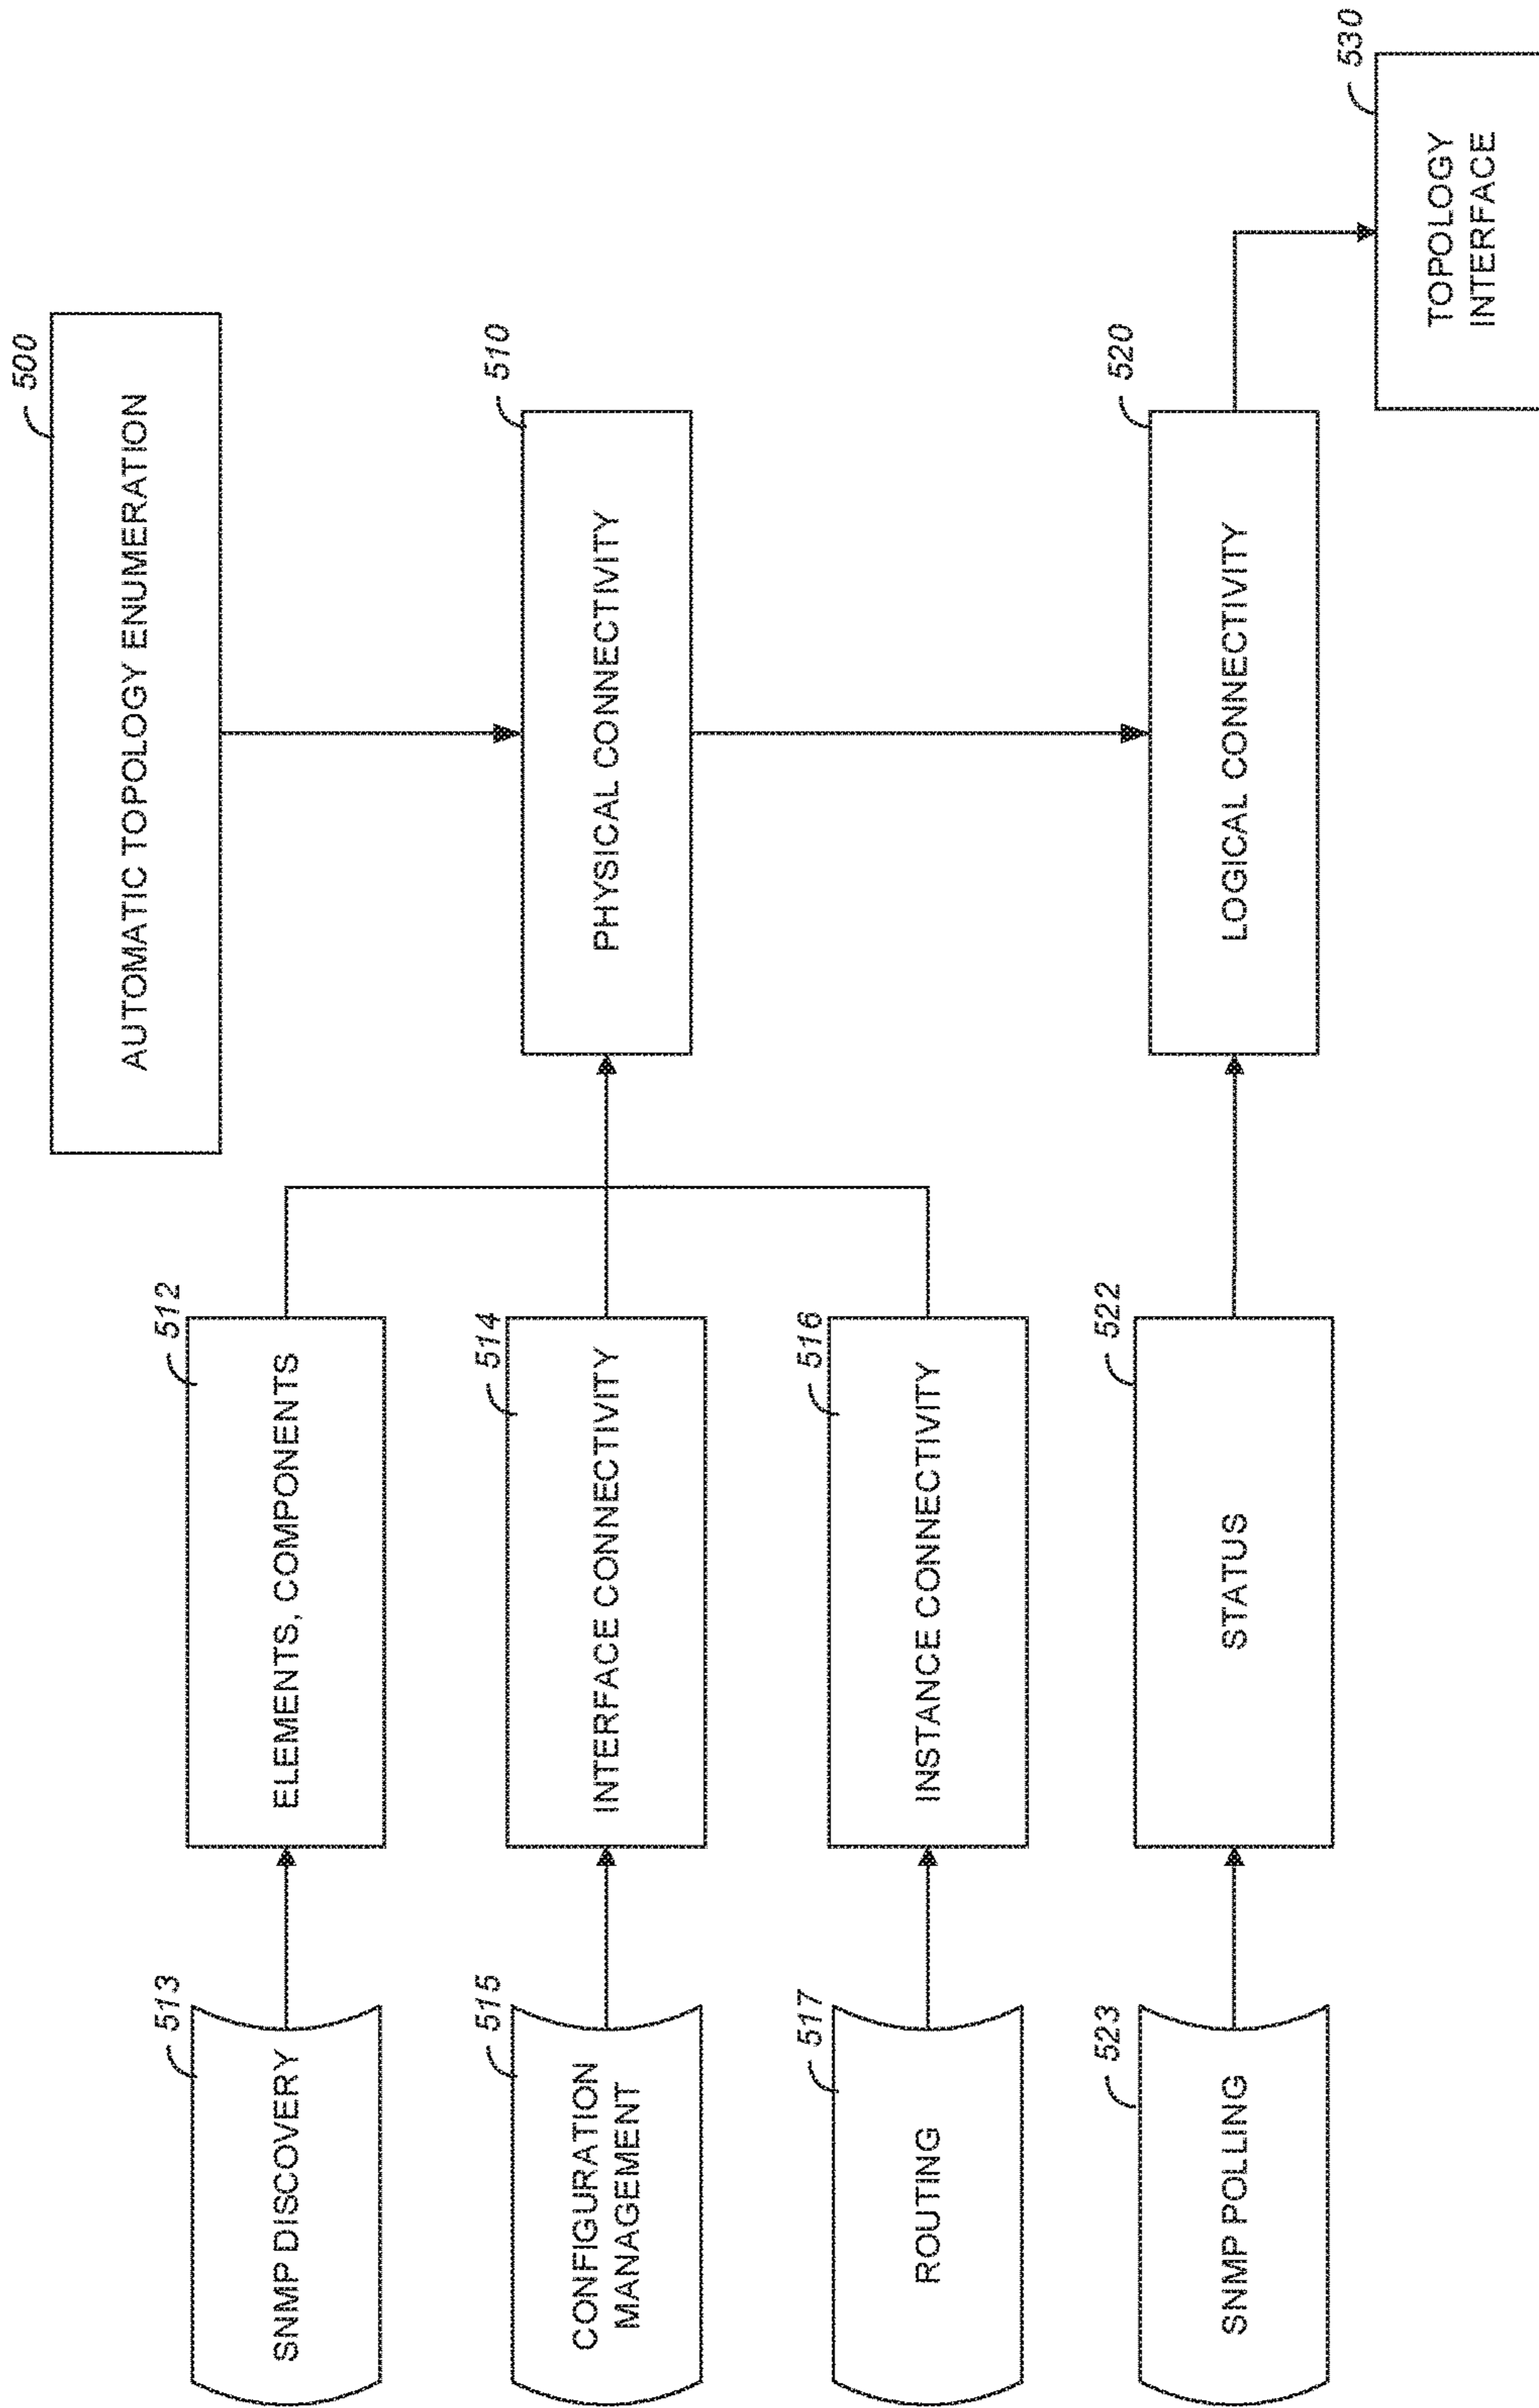 500
AUTOMATIC TOPOLOGY ENUMERATION
513
SNMP DISCOVERY
512
ELEMENTS, COMPONENTS
515
CONFIGURATION
MANAGEMENT
514
INTERFACE CONNECTIVITY
510
PHYSICAL CONNECTIVITY
517
ROUTING
516
INSTANCE CONNECTIVITY
523
SNMP POLLING
522
STATUS
520
LOGICAL CONNECTIVITY
530
TOPOLOGY
INTERFACE